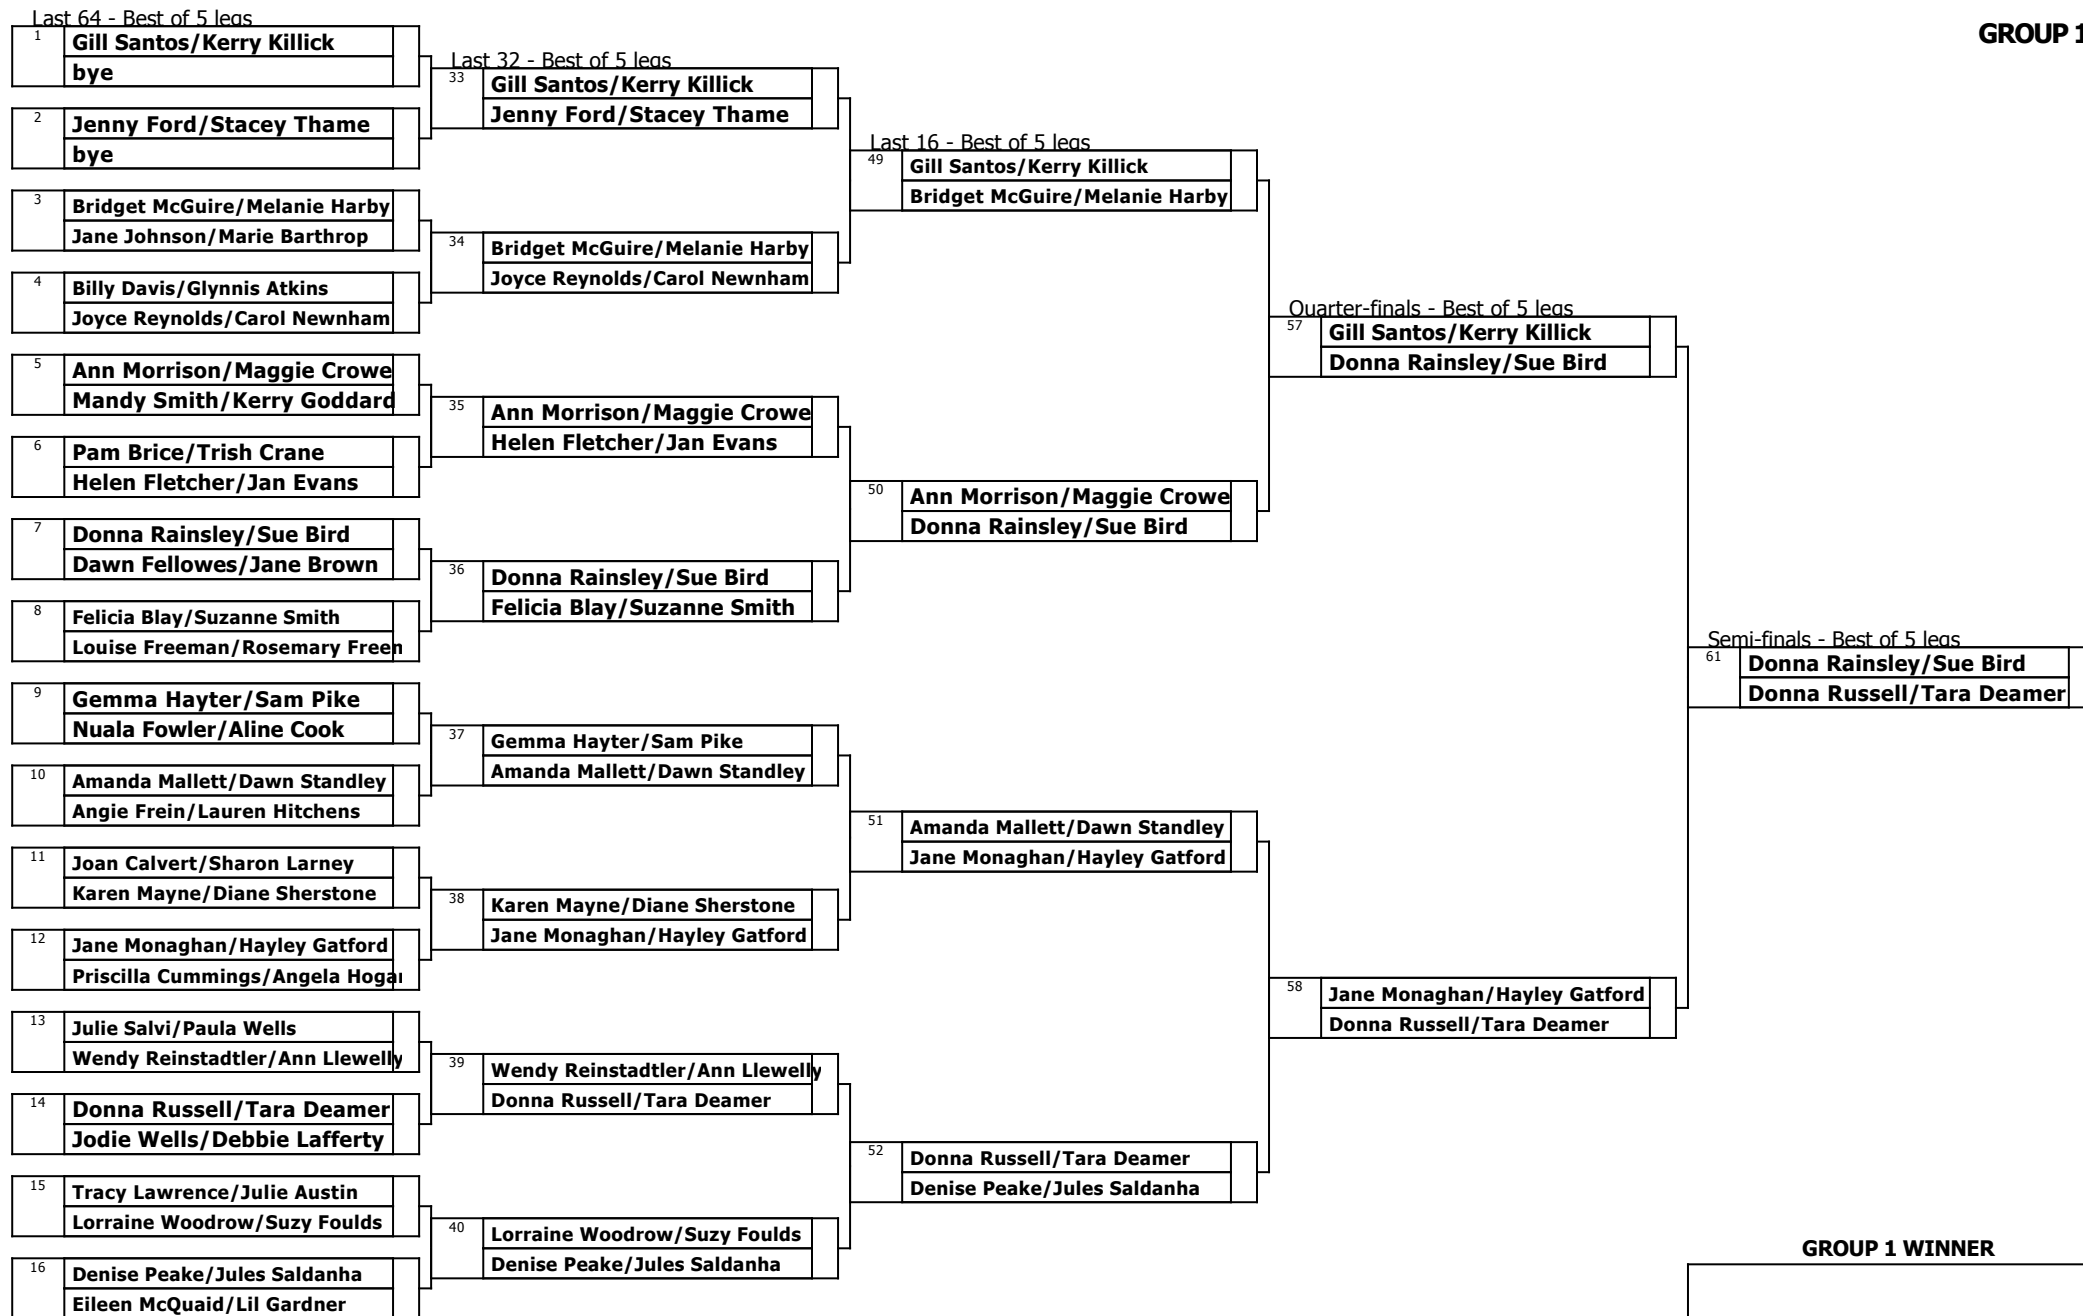 Last 64 - Best of 5 legs
1
Gill Santos/Kerry Killick
bye
2
Jenny Ford/Stacey Thame
bye
3
Bridget McGuire/Melanie Harby
Jane Johnson/Marie Barthrop
4
Billy Davis/Glynnis Atkins
Joyce Reynolds/Carol Newnham
5
Ann Morrison/Maggie Crowe
Mandy Smith/Kerry Goddard
6
Pam Brice/Trish Crane
Helen Fletcher/Jan Evans
7
Donna Rainsley/Sue Bird
Dawn Fellowes/Jane Brown
8
Felicia Blay/Suzanne Smith
Louise Freeman/Rosemary Freen
9
Gemma Hayter/Sam Pike
Nuala Fowler/Aline Cook
10
Amanda Mallett/Dawn Standley
Angie Frein/Lauren Hitchens
11
Joan Calvert/Sharon Larney
Karen Mayne/Diane Sherstone
12
Jane Monaghan/Hayley Gatford
Priscilla Cummings/Angela Hogan
13
Julie Salvi/Paula Wells
Wendy Reinstadtler/Ann Llewelly
14
Donna Russell/Tara Deamer
Jodie Wells/Debbie Lafferty
15
Tracy Lawrence/Julie Austin
Lorraine Woodrow/Suzy Foulds
16
Denise Peake/Jules Saldanha
Eileen McQuaid/Lil Gardner
Last 32 - Best of 5 legs
33
Gill Santos/Kerry Killick
Jenny Ford/Stacey Thame
34
Bridget McGuire/Melanie Harby
Joyce Reynolds/Carol Newnham
35
Ann Morrison/Maggie Crowe
Helen Fletcher/Jan Evans
36
Donna Rainsley/Sue Bird
Felicia Blay/Suzanne Smith
37
Gemma Hayter/Sam Pike
Amanda Mallett/Dawn Standley
38
Karen Mayne/Diane Sherstone
Jane Monaghan/Hayley Gatford
39
Wendy Reinstadtler/Ann Llewelly
Donna Russell/Tara Deamer
40
Lorraine Woodrow/Suzy Foulds
Denise Peake/Jules Saldanha
Last 16 - Best of 5 legs
49
Gill Santos/Kerry Killick
Bridget McGuire/Melanie Harby
50
Ann Morrison/Maggie Crowe
Donna Rainsley/Sue Bird
51
Amanda Mallett/Dawn Standley
Jane Monaghan/Hayley Gatford
52
Donna Russell/Tara Deamer
Denise Peake/Jules Saldanha
Quarter-finals - Best of 5 legs
57
Gill Santos/Kerry Killick
Donna Rainsley/Sue Bird
58
Jane Monaghan/Hayley Gatford
Donna Russell/Tara Deamer
GROUP 1
Semi-finals - Best of 5 legs
61
Donna Rainsley/Sue Bird
Donna Russell/Tara Deamer
GROUP 1 WINNER